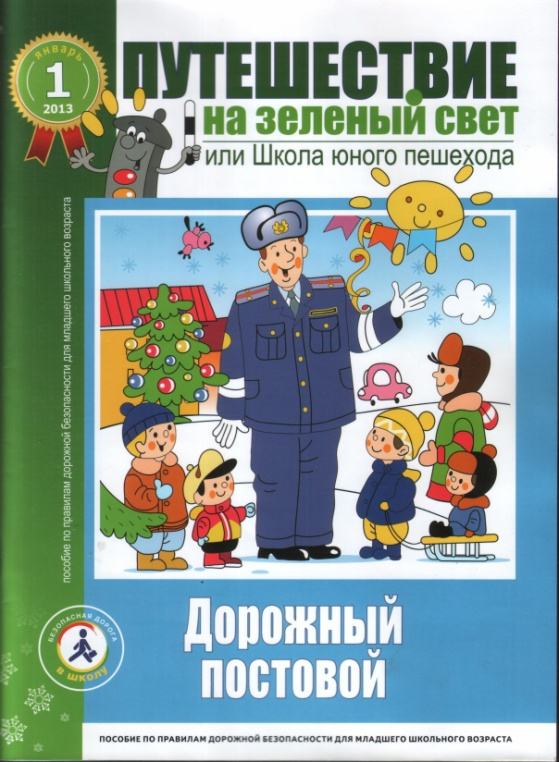 январь
1
2013
ПУТЕШЕСТВИЕ
на зеленый свет
или Школа юного пешехода
пособие по правилам дорожной безопасности для младшего школьного возраста
БЕЗОПАСНАЯ ДОРОГА
В ШКОЛУ
Дорожный
постовой
ПОСОБИЕ ПО ПРАВИЛАМ ДОРОЖНОЙ БЕЗОПАСНОСТИ ДЛЯ МЛАДШЕГО ШКОЛЬНОГО ВОЗРАСТА